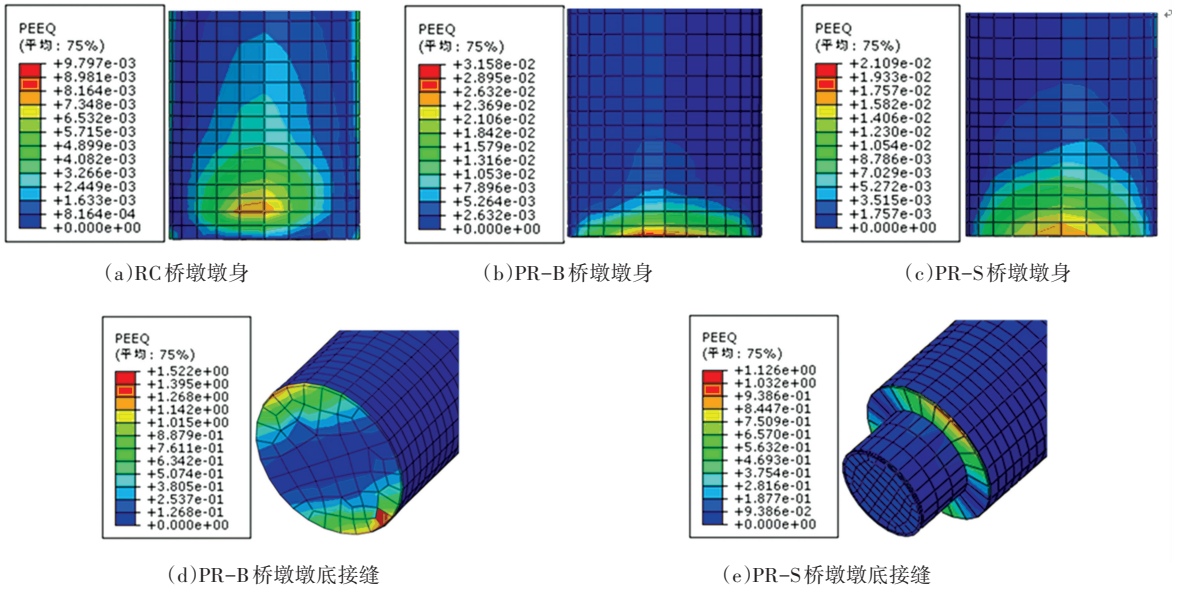 PEEQ
(平均: 75%)
+9.797e-03
+8.981e-03
+8.164e-03
+7.348e-03
+6.532e-03
+5.715e-03
+4.899e-03
+4.082e-03
+3.266e-03
+2.449e-03
+1.633e-03
+8.164e-04
+0.000e+00
(a)RC桥墩墩身
PEEQ
(平均: 75%)
+3.158e-02
+2.895e-02
+2.632e-02
+2.369e-02
+2.106e-02
+1.842e-02
+1.579e-02
+1.316e-02
+1.053e-02
+7.896e-03
+5.264e-03
+2.632e-03
+0.000e+00
(b)PR-B桥墩墩身
PEEQ
(平均: 75%)
+2.109e-02
+1.933e-02
+1.757e-02
+1.582e-02
+1.406e-02
+1.230e-02
+1.054e-02
+8.786e-03
+7.029e-03
+5.272e-03
+3.515e-03
+1.757e-03
+0.000e+00
(c)PR-S桥墩墩身
PEEQ
(平均: 75%)
+1.522e+00
+1.395e+00
+1.268e+00
+1.142e+00
+1.015e+00
+8.879e-01
+7.611e-01
+6.342e-01
+5.074e-01
+3.805e-01
+2.537e-01
+1.268e-01
+0.000e+00
(d)PR-B桥墩墩底接缝
PEEQ
(平均: 75%)
+1.126e+00
+1.032e+00
+9.386e-01
+8.447e-01
+7.509e-01
+6.570e-01
+5.632e-01
+4.693e-01
+3.754e-01
+2.816e-01
+1.877e-01
+9.386e-02
+0.000e+00
(e)PR-S桥墩墩底接缝